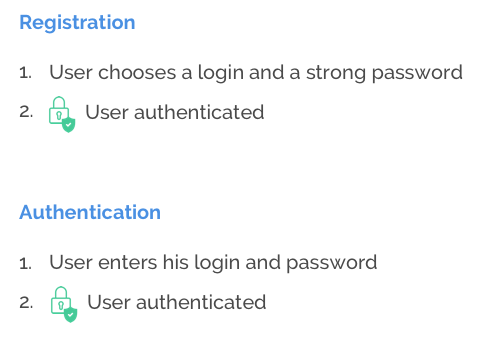 Registration
1. User chooses a login and a strong password
2. User authenticated
Authentication
1. User enters his login and password
2. User authenticated